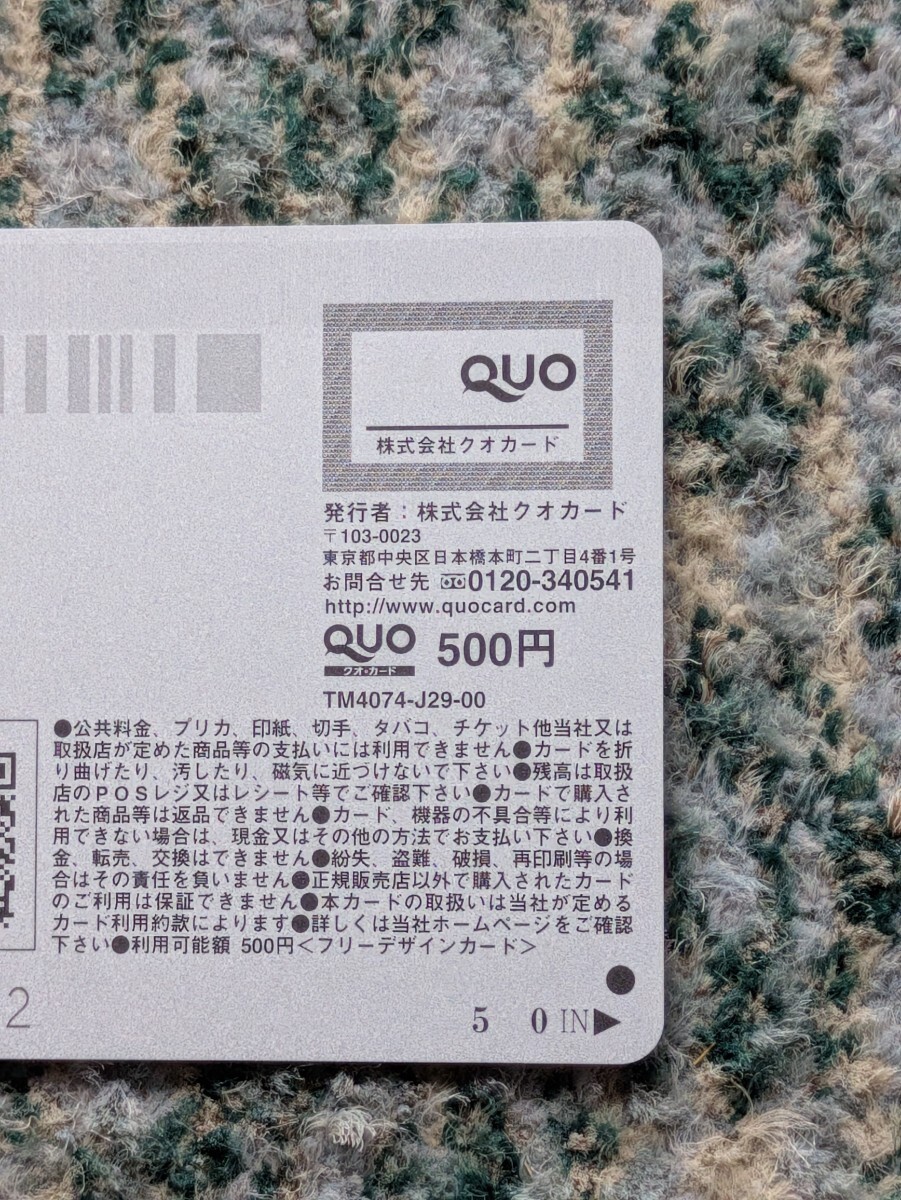 QUO
株式会社クオカード
発行者：株式会社クオカード
〒103-0023
東京都中央区日本橋本町二丁目4番1号
お問合せ先 0120-340541
http://www.quocard.com
QUO 500円
クオ・カード
TM4074-J29-00
●公共料金、プリカ、印紙、切手、タバコ、チケット他当社又は
取扱店が定めた商品等の支払いには利用できません●カードを折
り曲げたり、汚したり、磁気に近づけないで下さい●残高は取扱
店のPOSレジ又はレシート等でご確認下さい●カードで購入さ
れた商品等は返品できません●カード、機器の不具合等により利
用できない場合は、現金又はその他の方法でお支払い下さい●換
金、転売、交換はできません●紛失、盗難、破損、再印刷等の場
合はその責任を負いません●正規販売店以外で購入されたカード
のご利用は保証できません●本カードの取扱いは当社が定める
カード利用約款によります●詳しくは当社ホームページをご確認
下さい●利用可能額 500円＜フリーデザインカード＞
2
5 0 IN▶